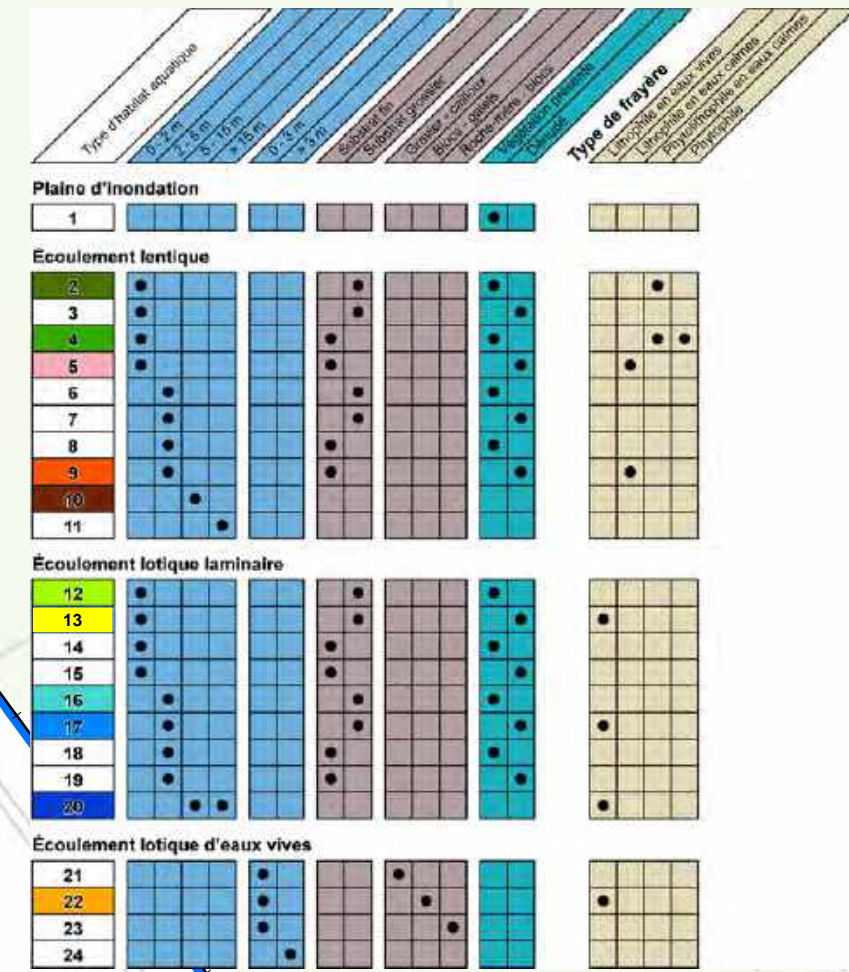 Type d'habitat aquatique
0 - 2 m
2 - 5 m
5 - 15 m
> 15 m
0 - 3 m
> 3 m
Substrat fin
Substrat grossier
Gravier - cailloux
Blocs - galets
Roche-mère - blocs
Végétation présente
Dénudé
Type de frayère
Lithophile en eaux vives
Lithophile en eaux calmes
Phytolithophile en eaux calmes
Phytophile
Plaine d'inondation
1
Écoulement lentique
2
3
4
5
6
7
8
9
10
11
Écoulement lotique laminaire
12
13
14
15
16
17
18
19
20
Écoulement lotique d'eaux vives
21
22
23
24